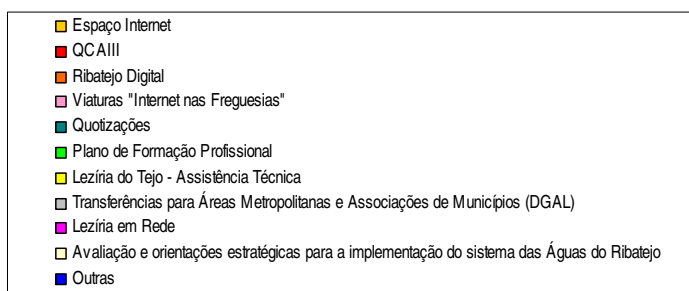 Espaço Internet
QCAIII
Ribatejo Digital
Viaturas "Internet nas Freguesias"
Quotizações
Plano de Formação Profissional
Lezíria do Tejo - Assistência Técnica
Transferências para Áreas Metropolitanas e Associações de Municípios (DGAL)
Lezíria em Rede
Avaliação e orientações estratégicas para a implementação do sistema das Águas do Ribatejo
Outras